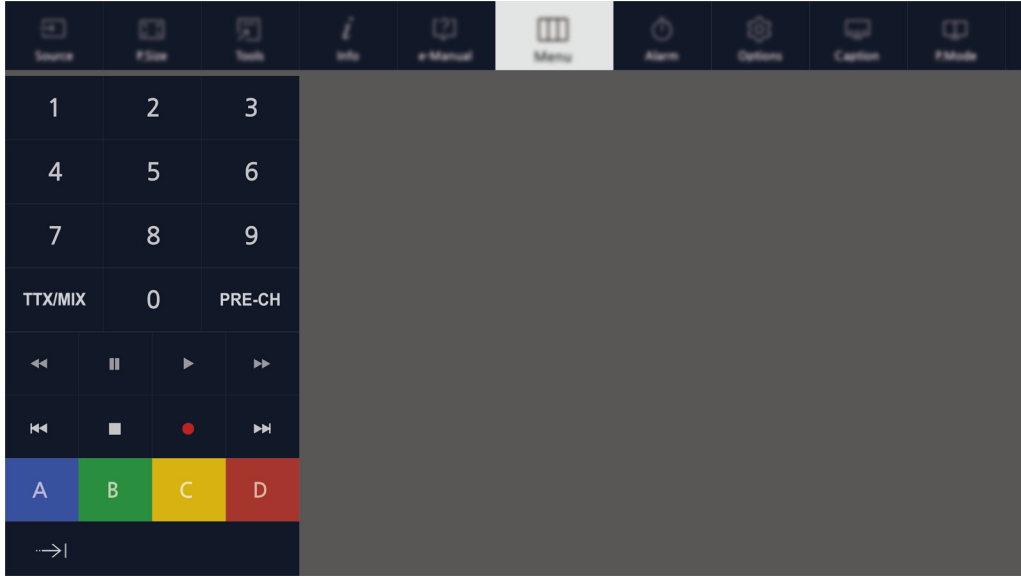 Source P.Size Tools Info e-Manual Menu Alarm Options Caption P.Mode
1 2 3
4 5 6
7 8 9
TTX/MIX 0 PRE-CH
A B C D